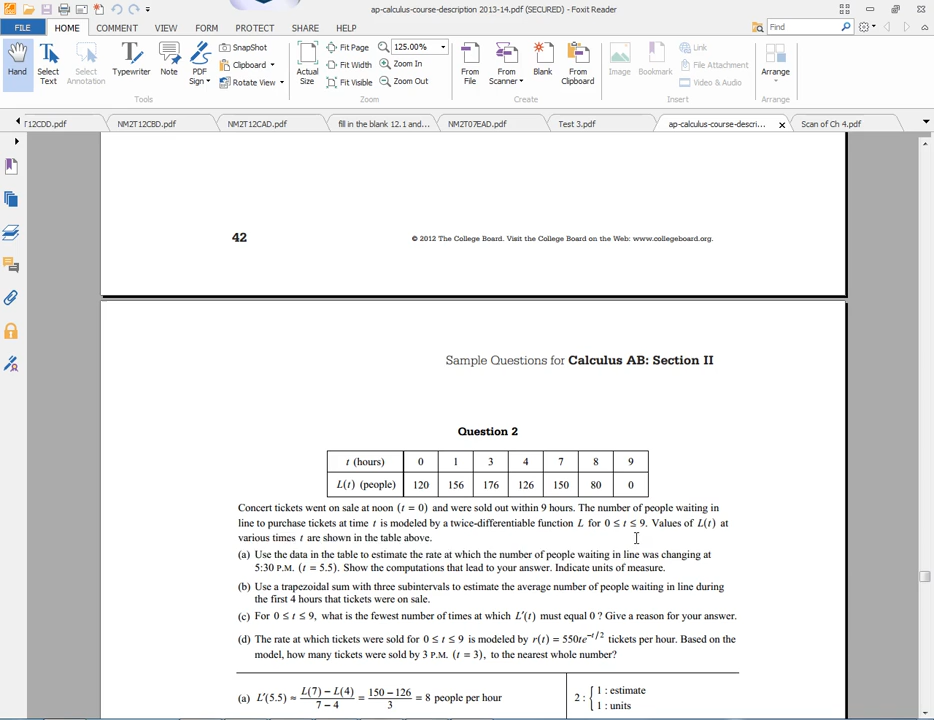 ap-calculus-course-description 2013-14.pdf (SECURED) - Foxit Reader
FILE HOME COMMENT VIEW FORM PROTECT SHARE HELP
Find
Hand
Select Text
Select Annotation
Typewriter
Note
PDF Sign
SnapShot
Clipboard
Rotate View
Tools
Actual Size
Fit Page
Fit Width
Fit Visible
125.00%
Zoom In
Zoom Out
Zoom
From File
From Scanner
Blank
From Clipboard
Create
Image
Bookmark
Link
File Attachment
Video & Audio
Insert
Arrange
Arrange
T12CDD.pdf NM2T12CBD.pdf NM2T12CAD.pdf fill in the blank 12.1 and... NM2T07EAD.pdf Test 3.pdf ap-calculus-course-descri... Scan of Ch 4.pdf
42 © 2012 The College Board. Visit the College Board on the Web: www.collegeboard.org.
Sample Questions for Calculus AB: Section II
Question 2
t (hours) 0 1 3 4 7 8 9
L(t) (people) 120 156 176 126 150 80 0
Concert tickets went on sale at noon (t = 0) and were sold out within 9 hours. The number of people waiting in
line to purchase tickets at time t is modeled by a twice-differentiable function L for 0 ≤ t ≤ 9. Values of L(t) at
various times t are shown in the table above.
(a) Use the data in the table to estimate the rate at which the number of people waiting in line was changing at
5:30 P.M. (t = 5.5). Show the computations that lead to your answer. Indicate units of measure.
(b) Use a trapezoidal sum with three subintervals to estimate the average number of people waiting in line during
the first 4 hours that tickets were on sale.
(c) For 0 ≤ t ≤ 9, what is the fewest number of times at which L′(t) must equal 0 ? Give a reason for your answer.
(d) The rate at which tickets were sold for 0 ≤ t ≤ 9 is modeled by r(t) = 550te^(−t/2) tickets per hour. Based on the
model, how many tickets were sold by 3 P.M. (t = 3), to the nearest whole number?
(a) L′(5.5) ≈ (L(7) − L(4))/(7 − 4) = (150 − 126)/3 = 8 people per hour
2 : { 1 : estimate
1 : units